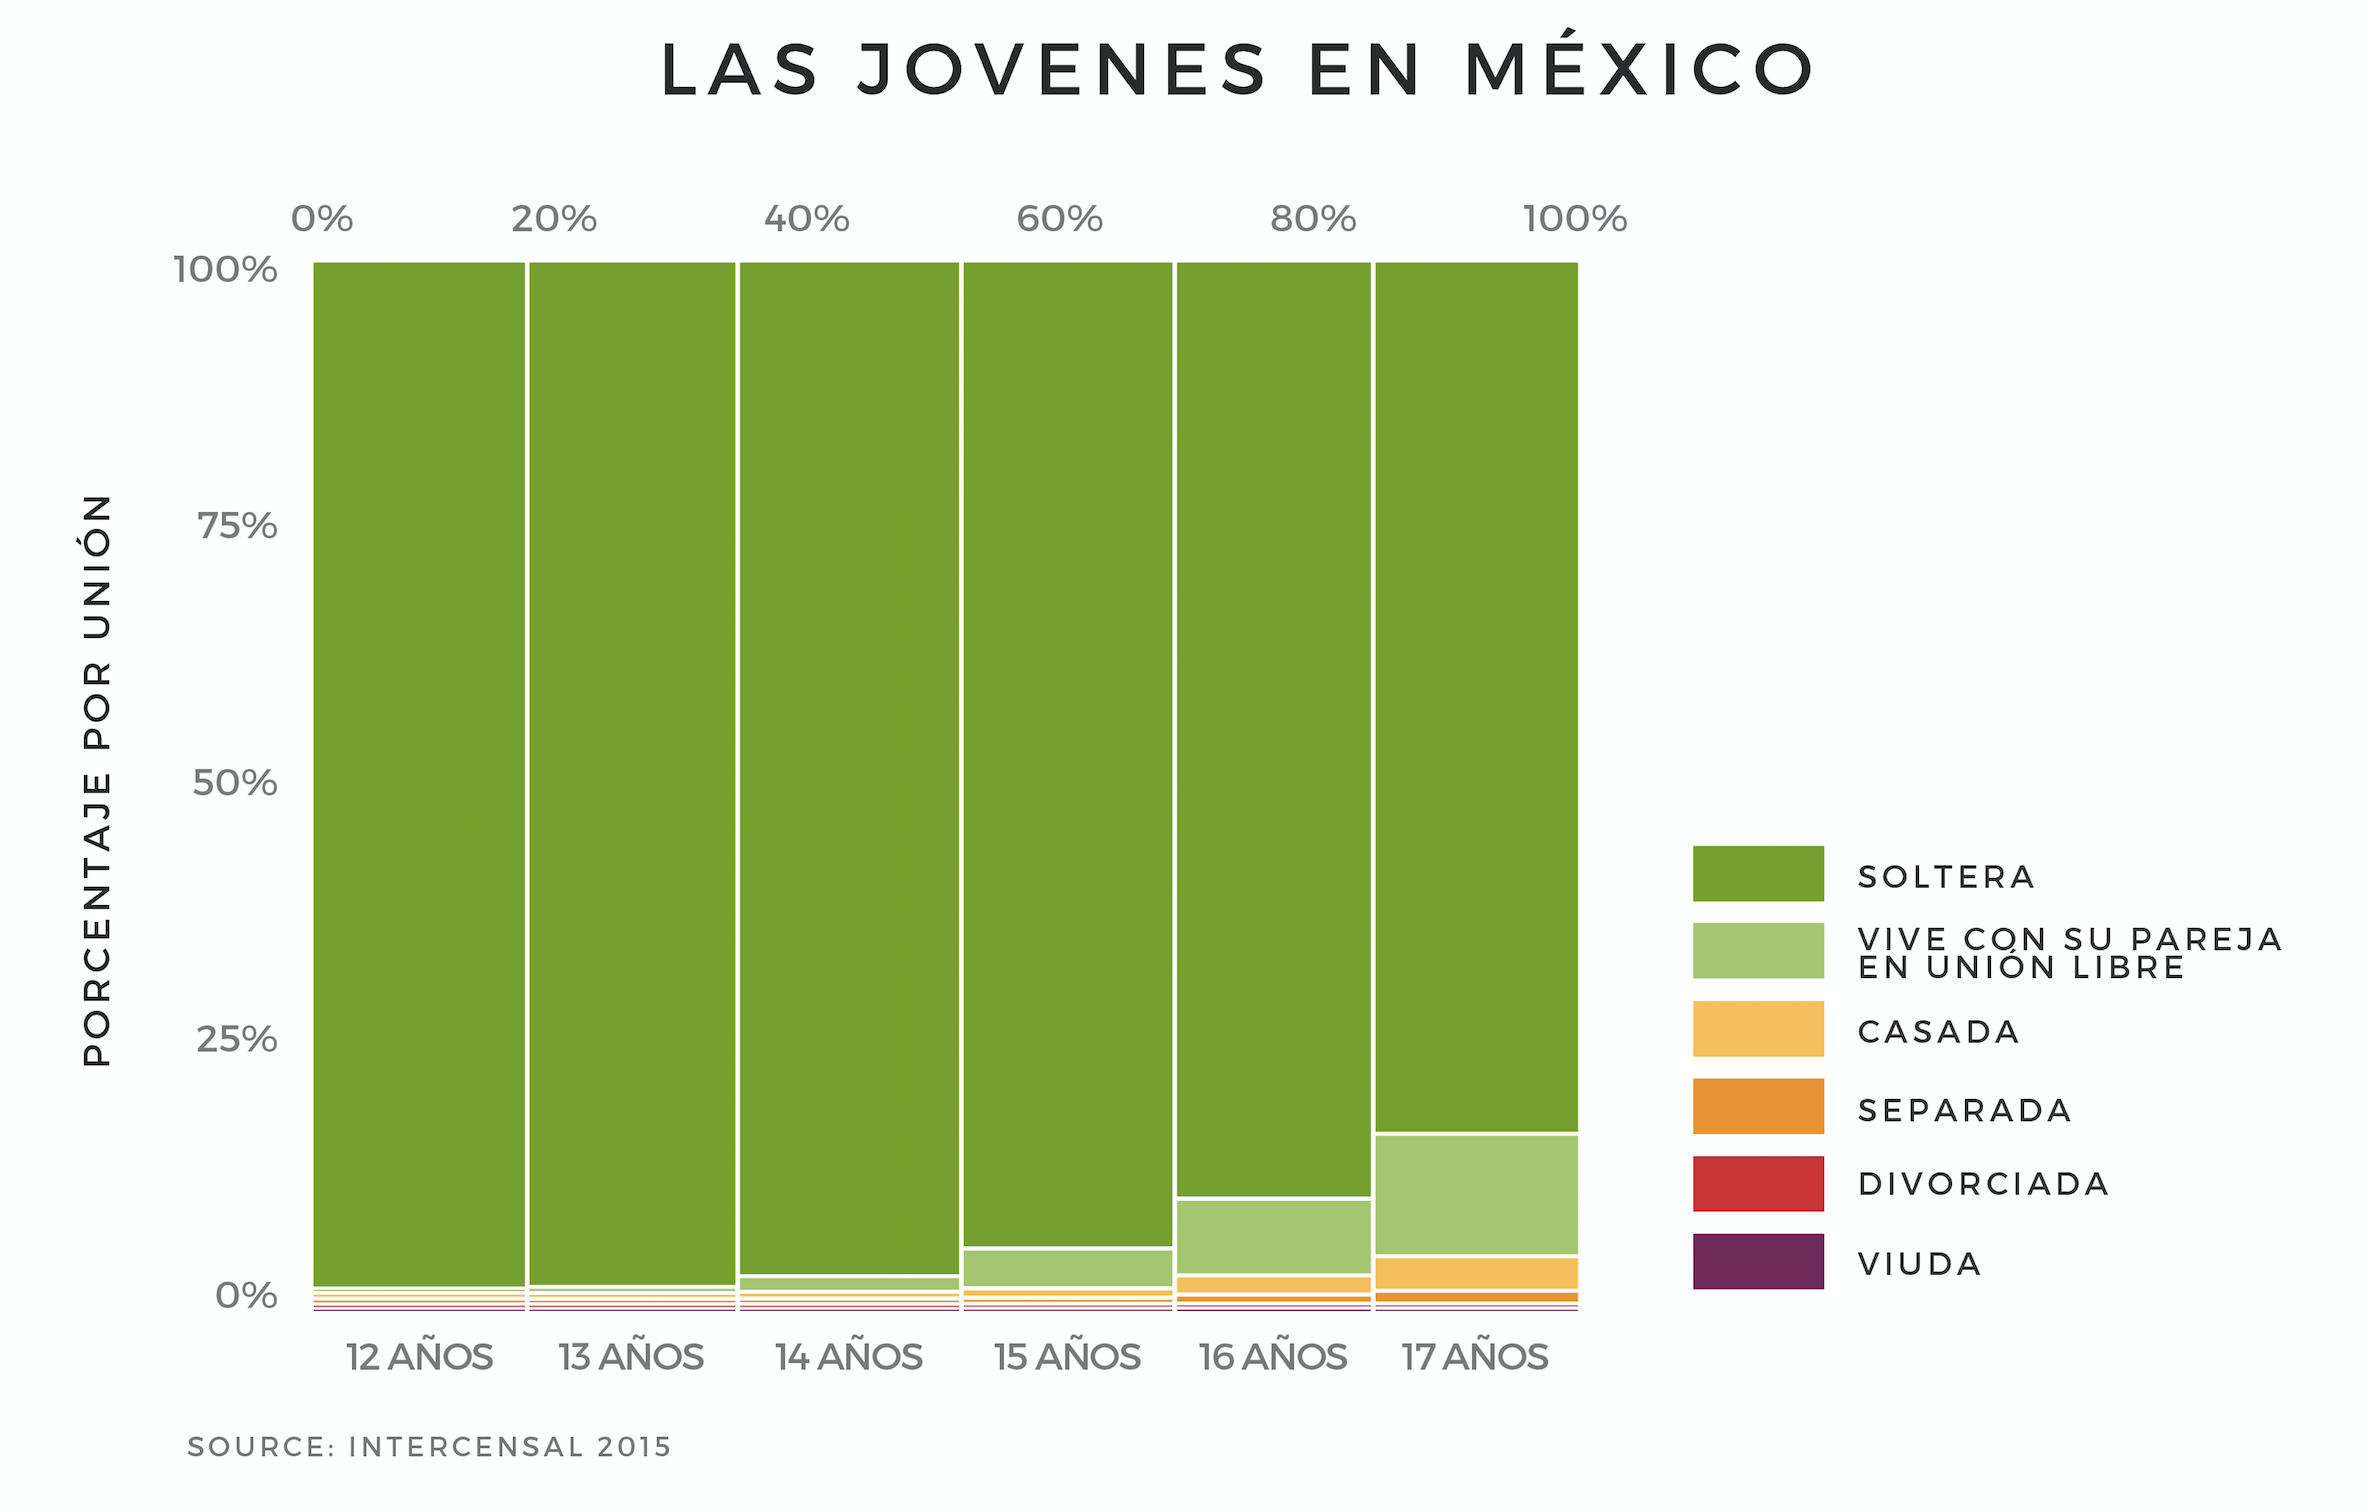 LAS JOVENES EN MÉXICO
0% 20% 40% 60% 80% 100%
100%
75%
50%
25%
0%
PORCENTAJE POR UNIÓN
12 AÑOS 13 AÑOS 14 AÑOS 15 AÑOS 16 AÑOS 17 AÑOS
SOLTERA
VIVE CON SU PAREJA
EN UNIÓN LIBRE
CASADA
SEPARADA
DIVORCIADA
VIUDA
SOURCE: INTERCENSAL 2015